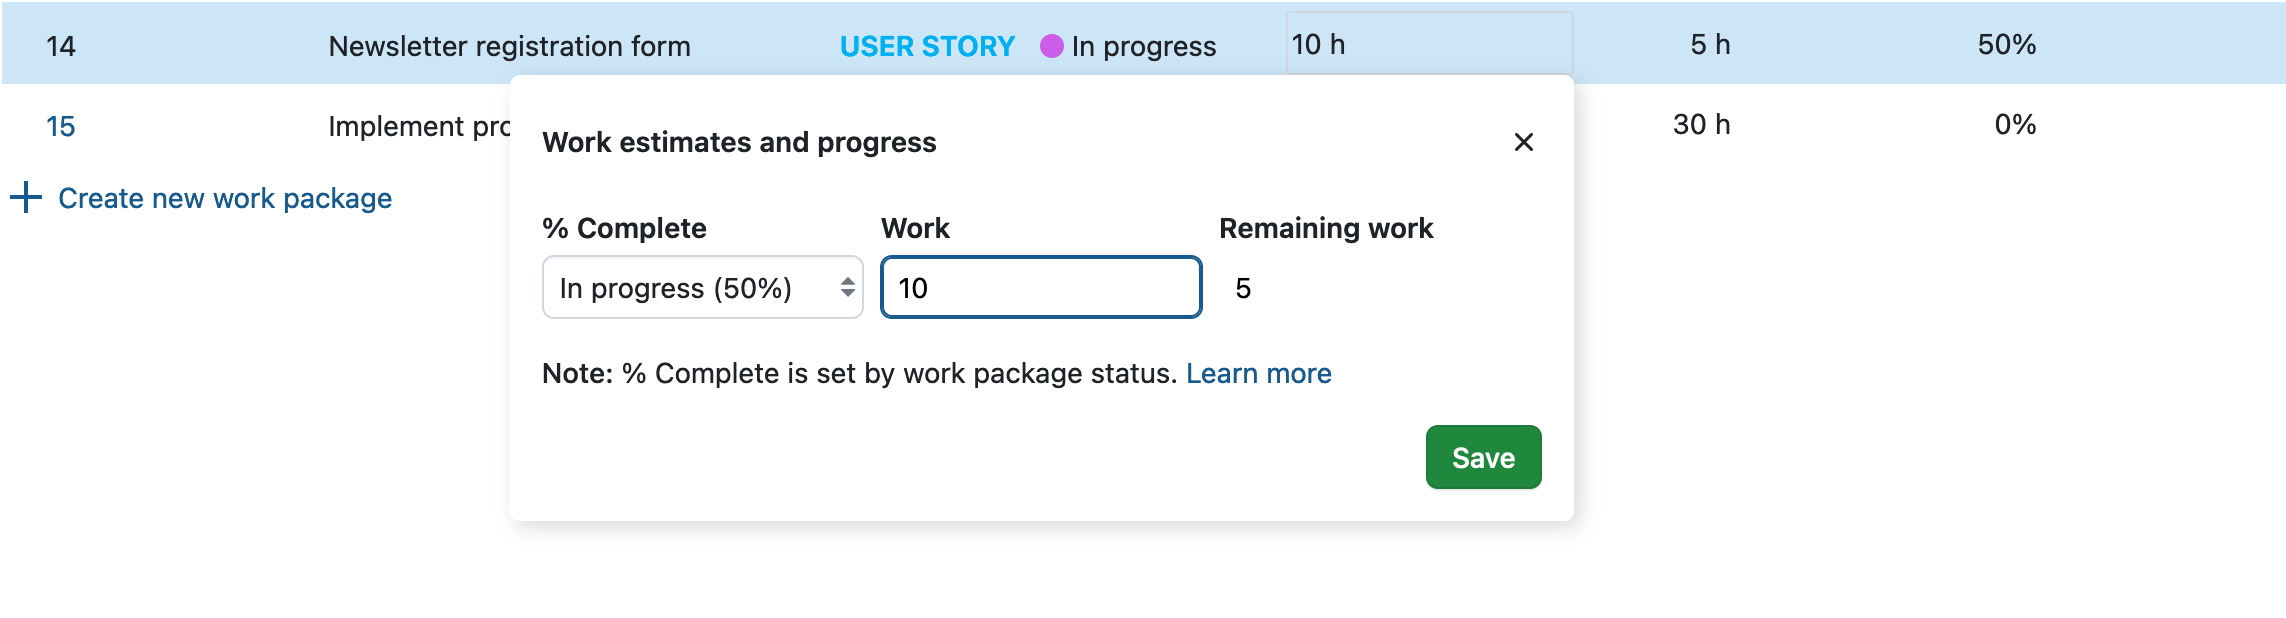 14 Newsletter registration form USER STORY In progress 10 h 5 h 50%
15 Implement 30 h 0%
Create new work package
Work estimates and progress
% Complete Work Remaining work
In progress (50%) 10 5
Note: % Complete is set by work package status. Learn more
Save